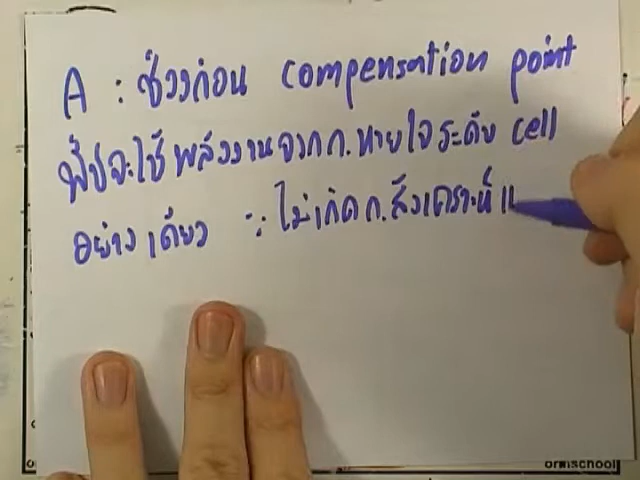 A : ช่วงก่อน compensation point
พืชจะใช้พลังงานจากก.หายใจระดับ cell
อย่างเดียว ∵ ไม่เกิดก.สังเคราะห์แ
ormschool